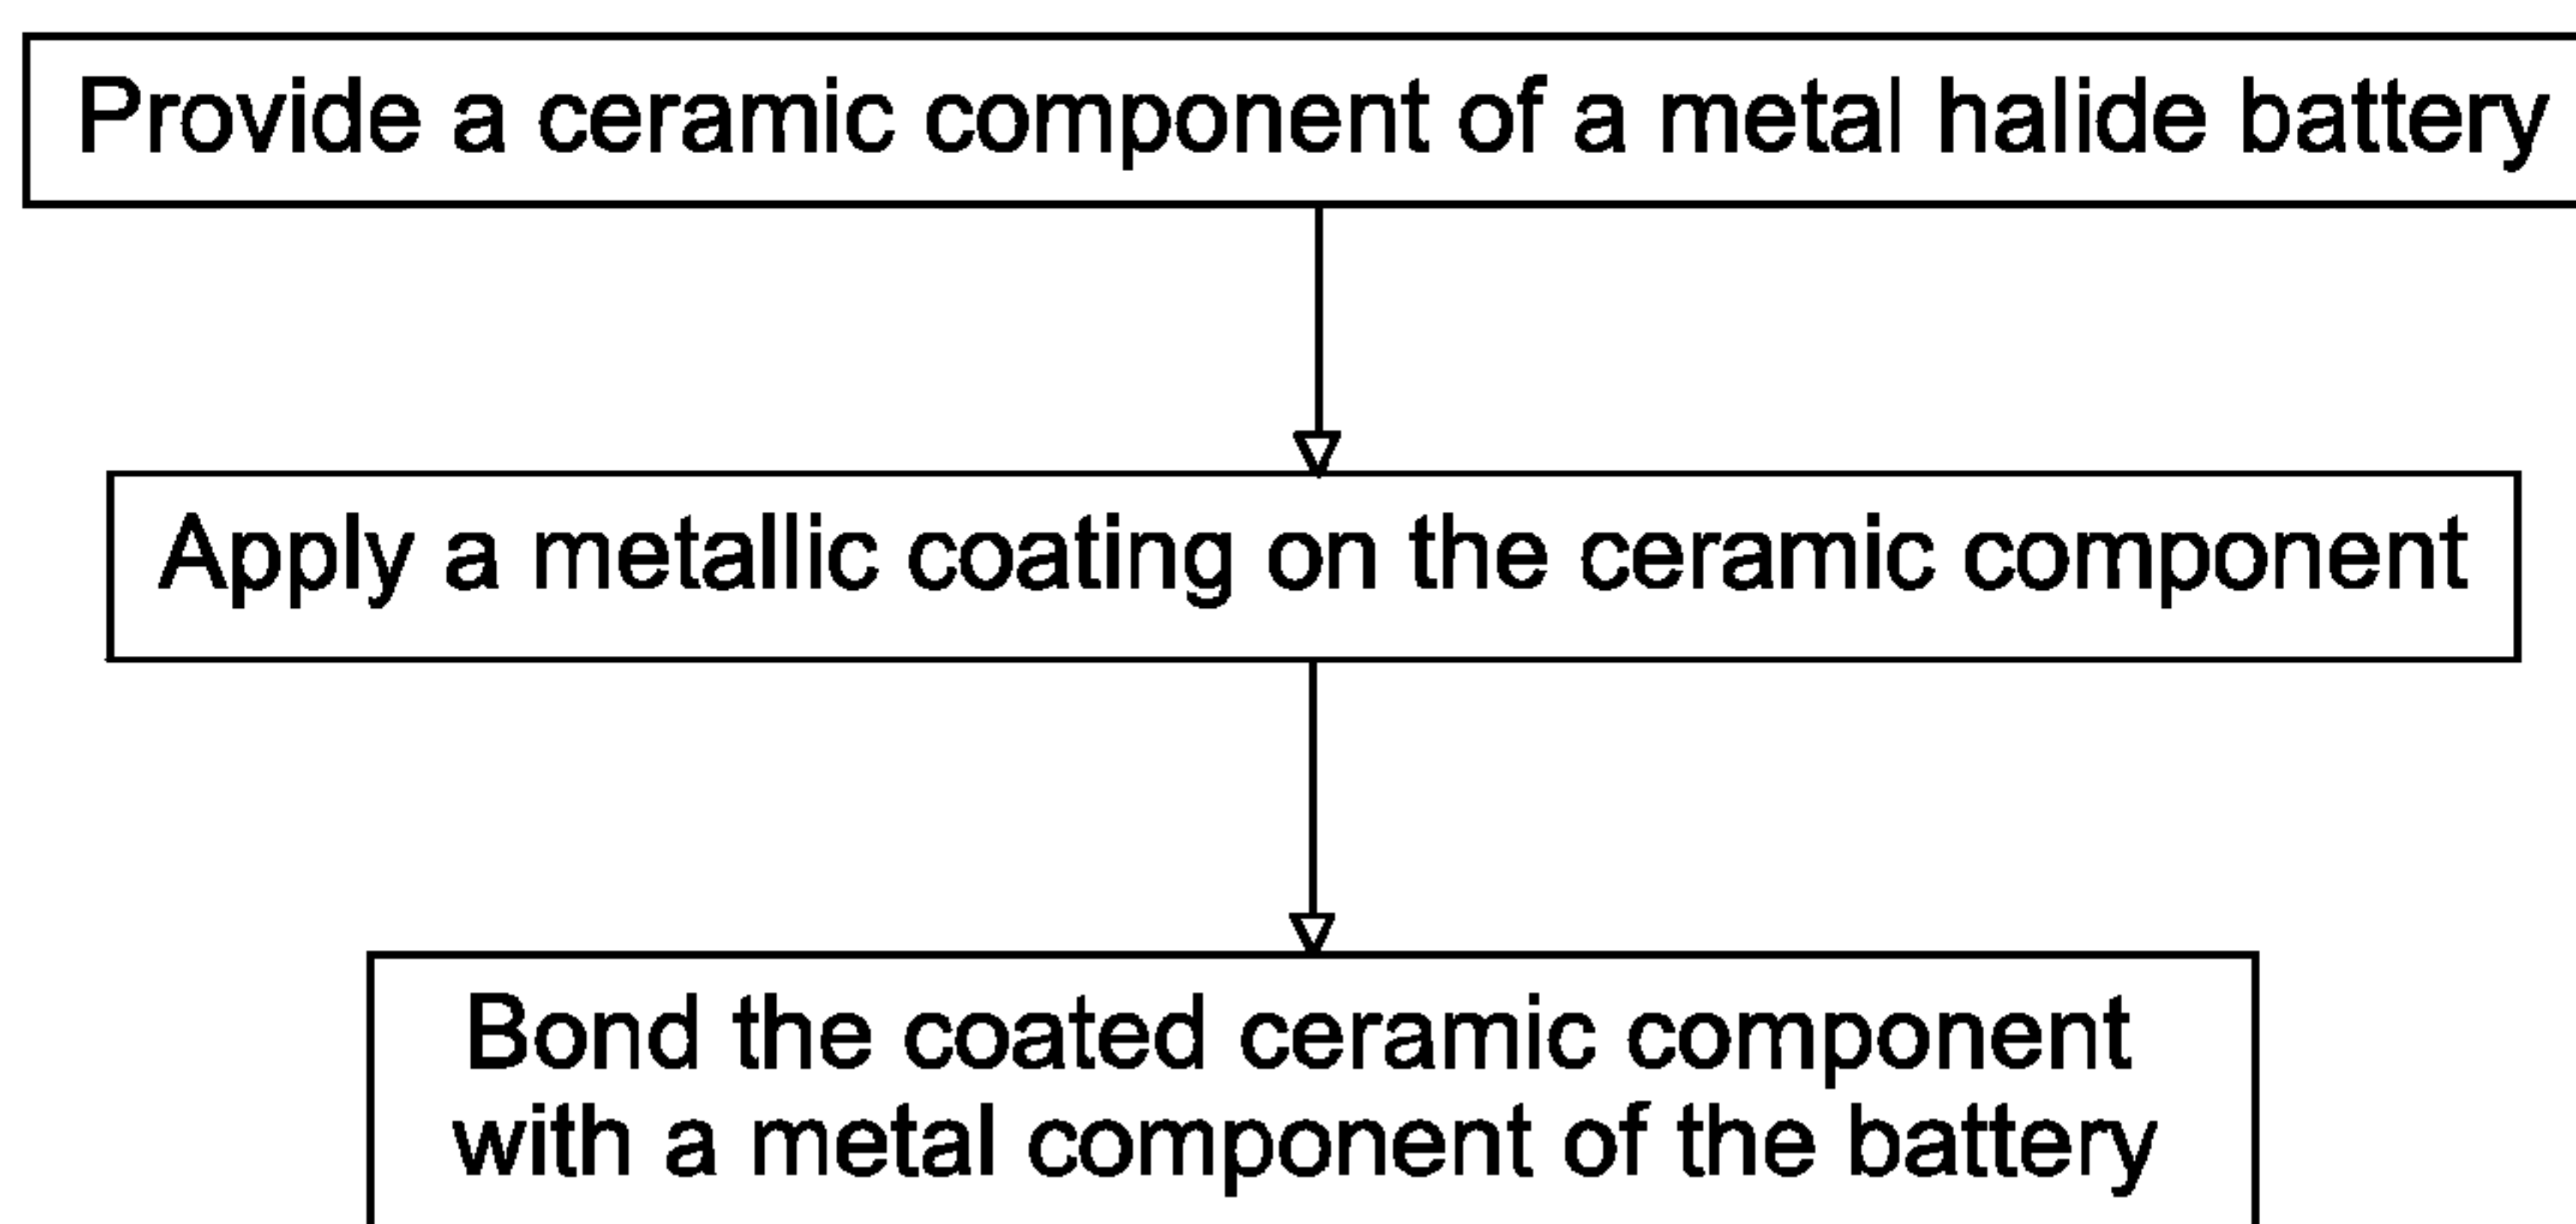 Provide a ceramic component of a metal halide battery
Apply a metallic coating on the ceramic component
Bond the coated ceramic component
with a metal component of the battery